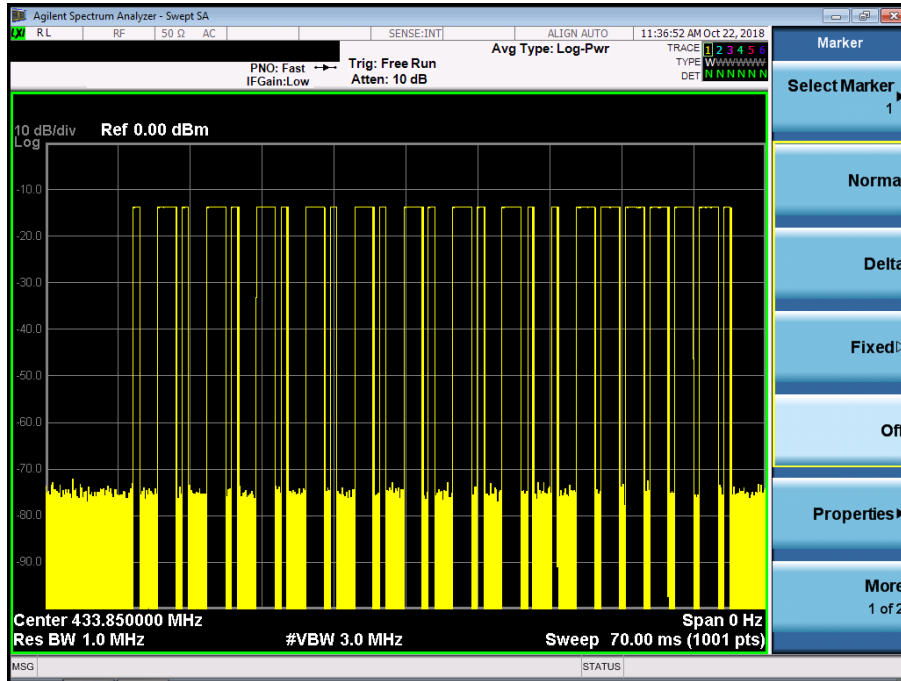 Agilent Spectrum Analyzer - Swept SA
LXI RL RF 50 Ω AC SENSE:INT ALIGN AUTO 11:36:52 AM Oct 22, 2018
Avg Type: Log-Pwr TRACE 1 2 3 4 5 6
PNO: Fast Trig: Free Run TYPE WWWWWW
IFGain:Low Atten: 10 dB DET N N N N N N
10 dB/div Ref 0.00 dBm
Log
-10.0
-20.0
-30.0
-40.0
-50.0
-60.0
-70.0
-80.0
-90.0
Center 433.850000 MHz Span 0 Hz
Res BW 1.0 MHz #VBW 3.0 MHz Sweep 70.00 ms (1001 pts)
MSG STATUS
Marker
Select Marker
1
Norma
Delta
Fixed
Off
Properties
More
1 of 2